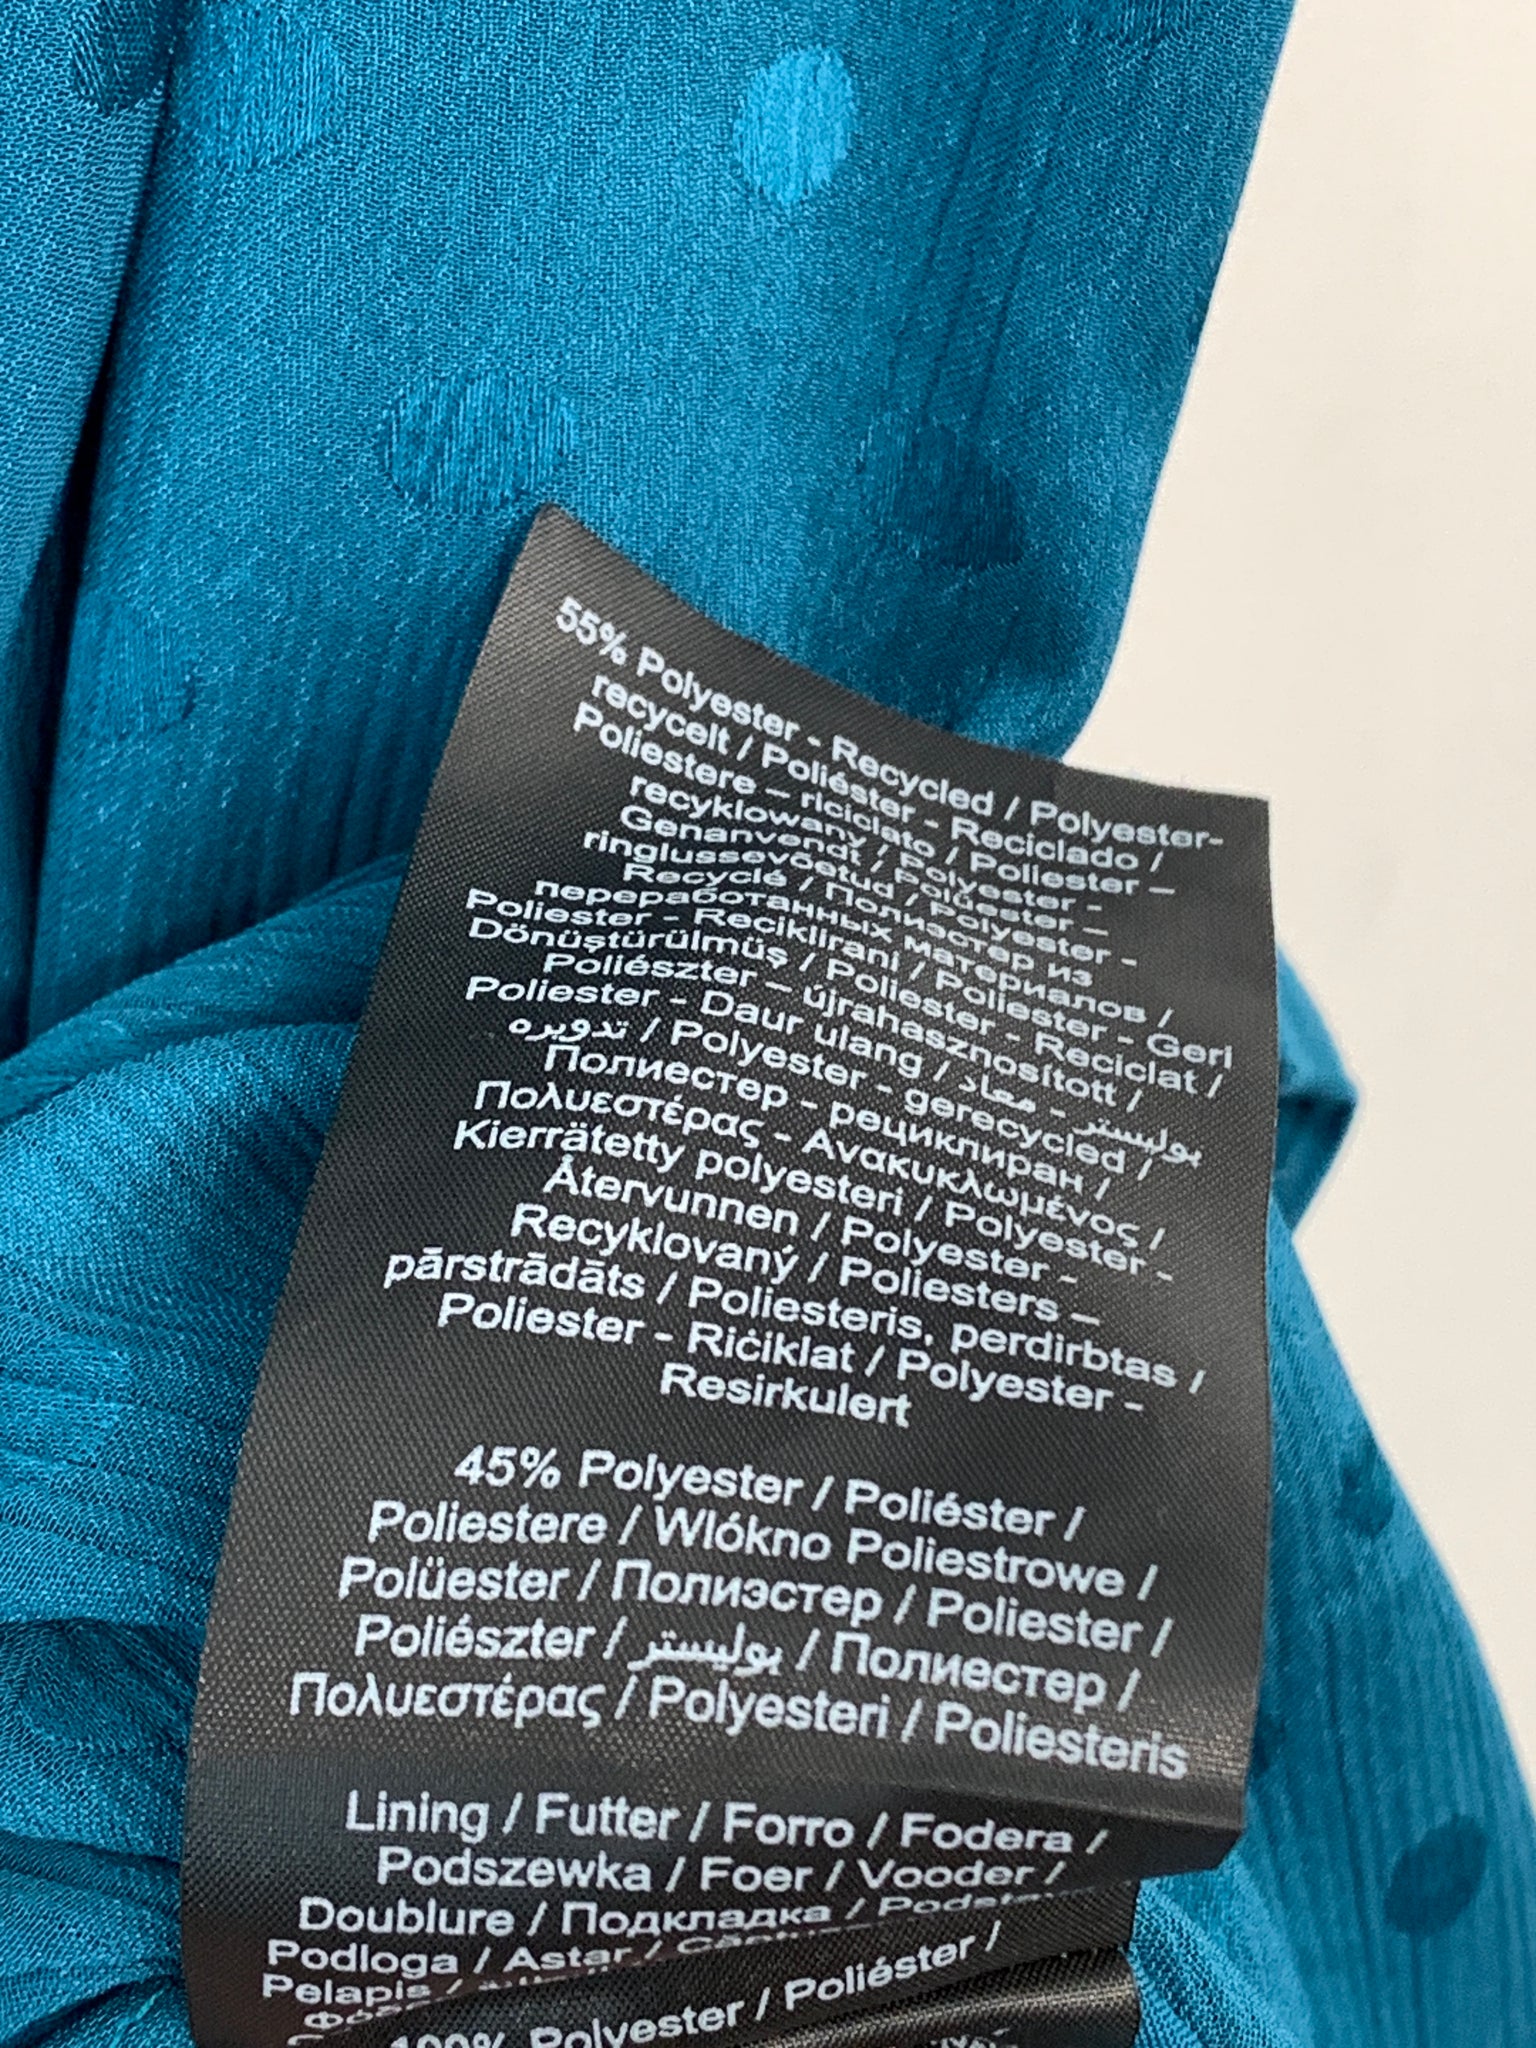 55% Polyester - Recycled / Polyester-
recycelt / Poliéster - Reciclado /
Poliestere – riciclato / Poliester –
recyklowany / Polyester -
Genanvendt / Polüester –
ringlussevõetud / Polyester -
Recyclé / Полиэстер из
переработанных материалов /
Poliester - Reciklirani / Poliester - Geri
Dönüştürülmüş / Poliester - Reciclat /
Poliészter – újrahasznosított /
Poliester - Daur ulang / بوليستر - معاد
تدويره / Polyester - gerecycled /
Полиестер - рециклиран /
Πολυεστέρας - Ανακυκλωμένος /
Kierrätetty polyesteri / Polyester -
Återvunnen / Polyester -
Recyklovaný / Poliesters –
pārstrādāts / Poliesteris, perdirbtas /
Poliester - Riċiklat / Polyester -
Resirkulert
45% Polyester / Poliéster /
Poliestere / Wlókno Poliestrowe /
Polüester / Полиэстер / Poliester /
Poliészter / بوليستر / Полиестер /
Πολυεστέρας / Polyesteri / Poliesteris
Lining / Futter / Forro / Fodera /
Podszewka / Foer / Vooder /
Doublure / Подкладка /
Podloga / Astar /
Pelapis /
100% Polyester / Poliéster /